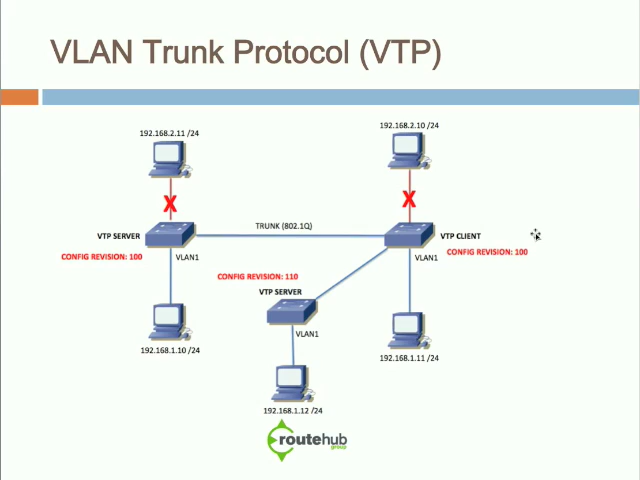 VLAN Trunk Protocol (VTP)
192.168.2.11 /24
192.168.2.10 /24
X
X
VTP SERVER
TRUNK (802.1Q)
VTP CLIENT
CONFIG REVISION: 100
VLAN1
VLAN1
CONFIG REVISION: 100
CONFIG REVISION: 110
VTP SERVER
VLAN1
192.168.1.10 /24
192.168.1.11 /24
192.168.1.12 /24
routehub
group